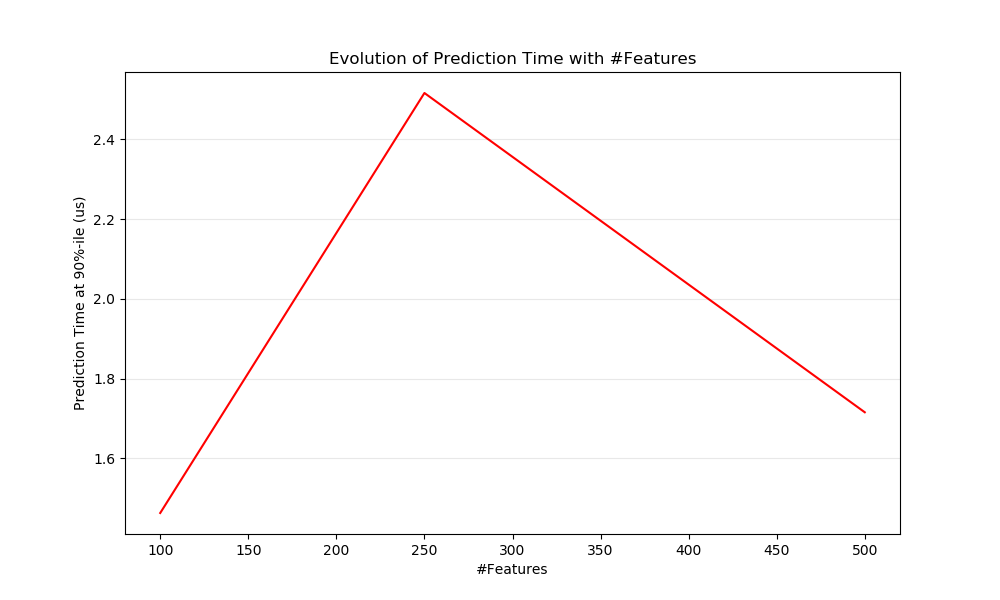 Evolution of Prediction Time with #Features
Prediction Time at 90%-ile (us)
2.4
2.2
2.0
1.8
1.6
100 150 200 250 300 350 400 450 500
#Features